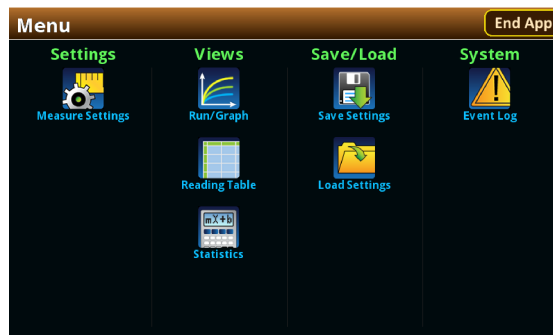 Menu
End App
Settings
Views
Save/Load
System
Measure Settings
Run/Graph
Save Settings
Event Log
Reading Table
Load Settings
mX+b
Statistics